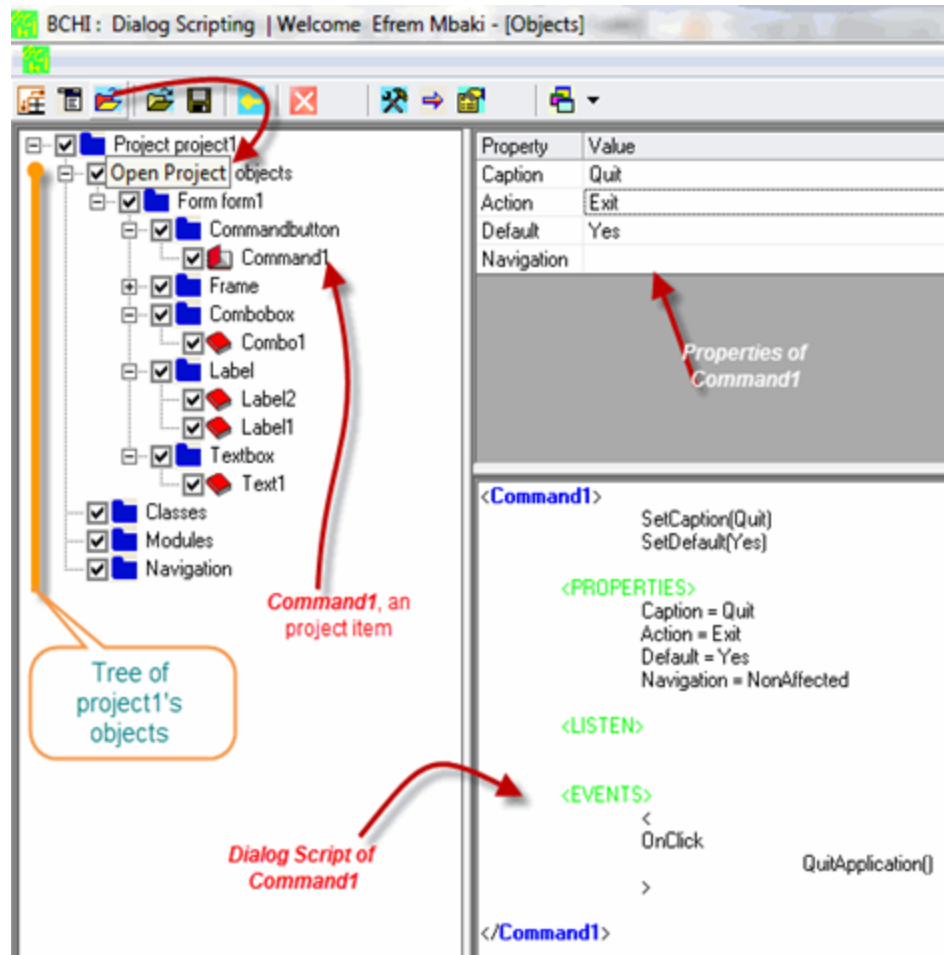 BCHI : Dialog Scripting | Welcome Efrem Mbaki - [Objects]
Project project1
Open Project objects
Form form1
Commandbutton
Command1
Frame
Combobox
Combo1
Label
Label2
Label1
Textbox
Text1
Classes
Modules
Navigation
Command1, an
project item
Tree of
project1's
objects
Dialog Script of
Command1
Property Value
Caption Quit
Action Exit
Default Yes
Navigation
Properties of
Command1
<Command1>
SetCaption(Quit)
SetDefault(Yes)
<PROPERTIES>
Caption = Quit
Action = Exit
Default = Yes
Navigation = NonAffected
<LISTEN>
<EVENTS>
<
OnClick
QuitApplication()
>
</Command1>